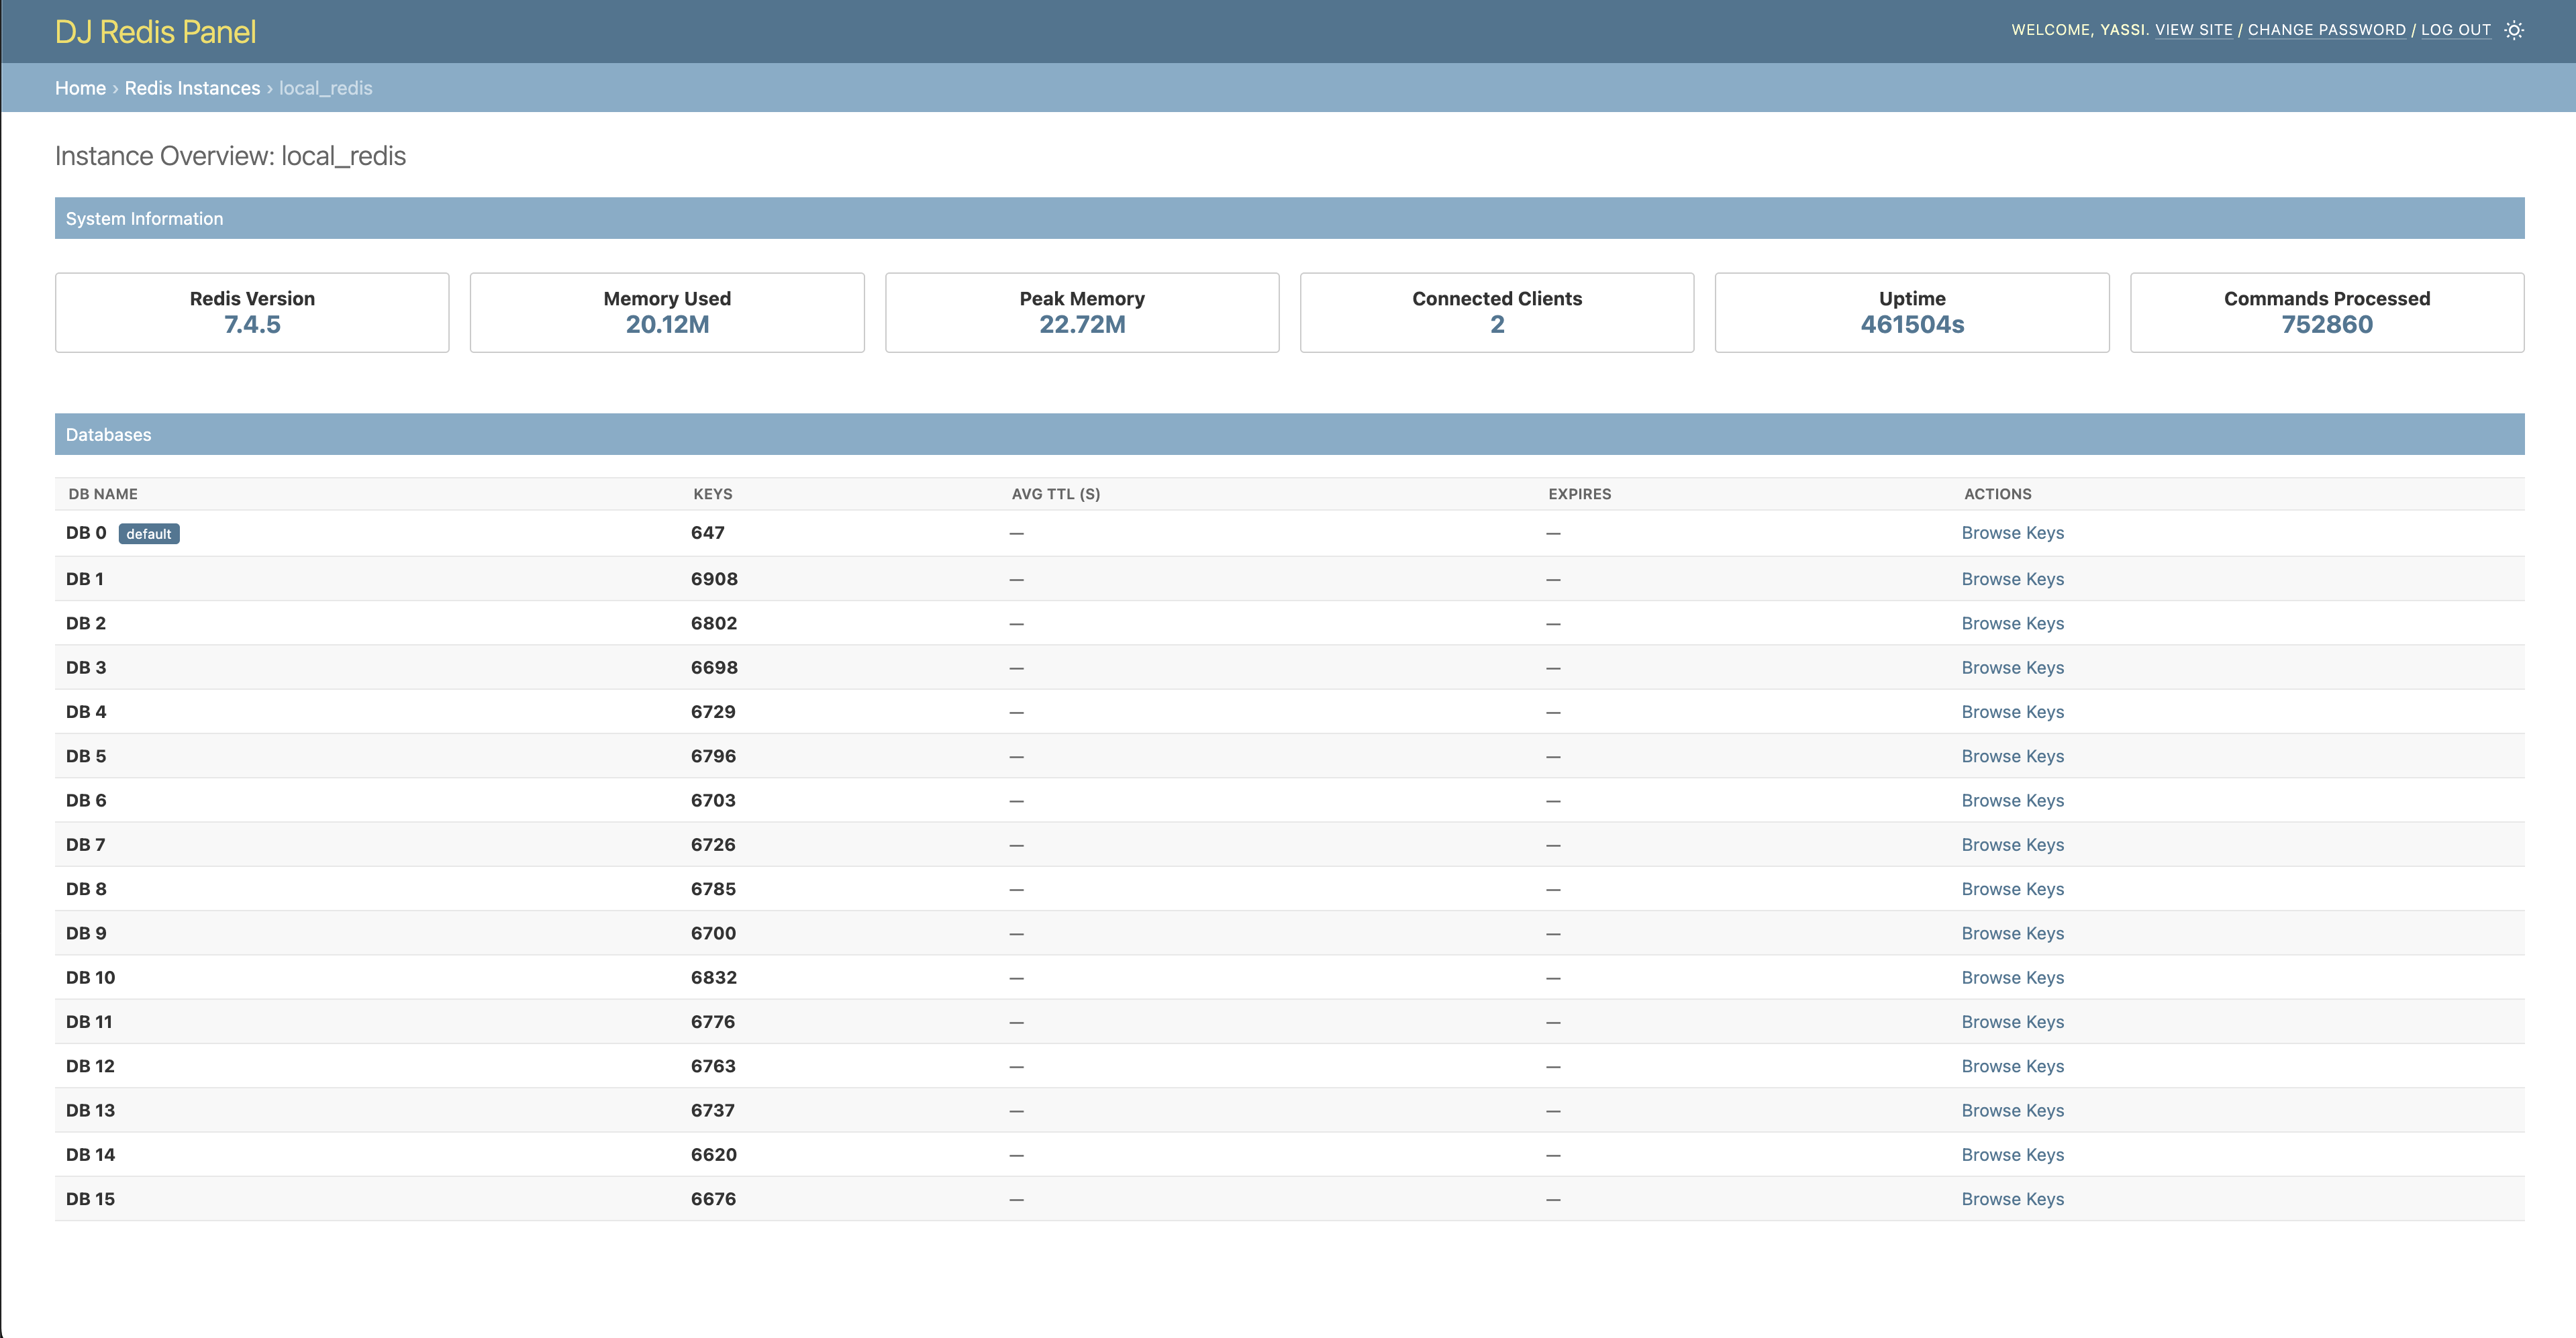 DJ Redis Panel
WELCOME, YASSI. VIEW SITE / CHANGE PASSWORD / LOG OUT
Home › Redis Instances › local_redis
Instance Overview: local_redis
System Information
Redis Version
7.4.5
Memory Used
20.12M
Peak Memory
22.72M
Connected Clients
2
Uptime
461504s
Commands Processed
752860
Databases
DB NAME KEYS AVG TTL (S) EXPIRES ACTIONS
DB 0 default 647 — — Browse Keys
DB 1 6908 — — Browse Keys
DB 2 6802 — — Browse Keys
DB 3 6698 — — Browse Keys
DB 4 6729 — — Browse Keys
DB 5 6796 — — Browse Keys
DB 6 6703 — — Browse Keys
DB 7 6726 — — Browse Keys
DB 8 6785 — — Browse Keys
DB 9 6700 — — Browse Keys
DB 10 6832 — — Browse Keys
DB 11 6776 — — Browse Keys
DB 12 6763 — — Browse Keys
DB 13 6737 — — Browse Keys
DB 14 6620 — — Browse Keys
DB 15 6676 — — Browse Keys